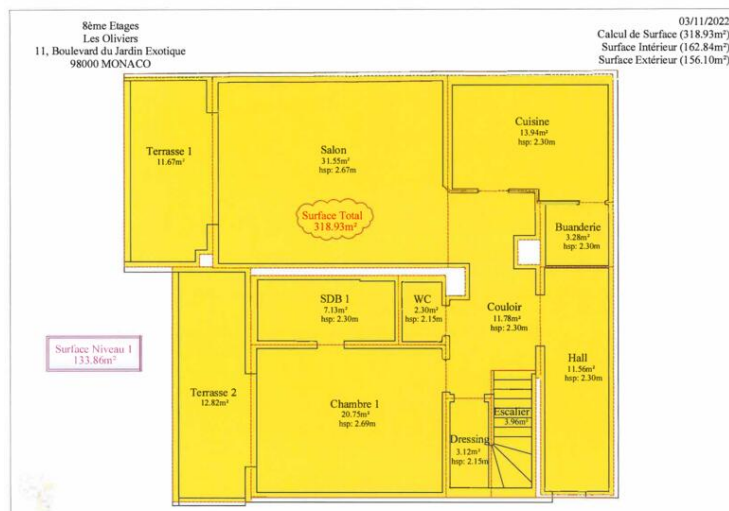 8ème Etages
Les Oliviers
11, Boulevard du Jardin Exotique
98000 MONACO
03/11/2022
Calcul de Surface (318.93m²)
Surface Intérieur (162.84m²)
Surface Extérieur (156.10m²)
Cuisine
13.94m²
hsp: 2.30m
Terrasse 1
11.67m²
Salon
31.55m²
hsp: 2.67m
Surface Total
318.93m²
Buanderie
3.28m²
hsp: 2.30m
SDB 1
7.13m²
hsp: 2.30m
WC
2.30m²
hsp: 2.15m
Couloir
11.78m²
hsp: 2.30m
Surface Niveau 1
133.86m²
Hall
11.56m²
hsp: 2.30m
Terrasse 2
12.82m²
Chambre 1
20.75m²
hsp: 2.69m
Escalier
3.96m²
Dressing
3.12m²
hsp: 2.15m